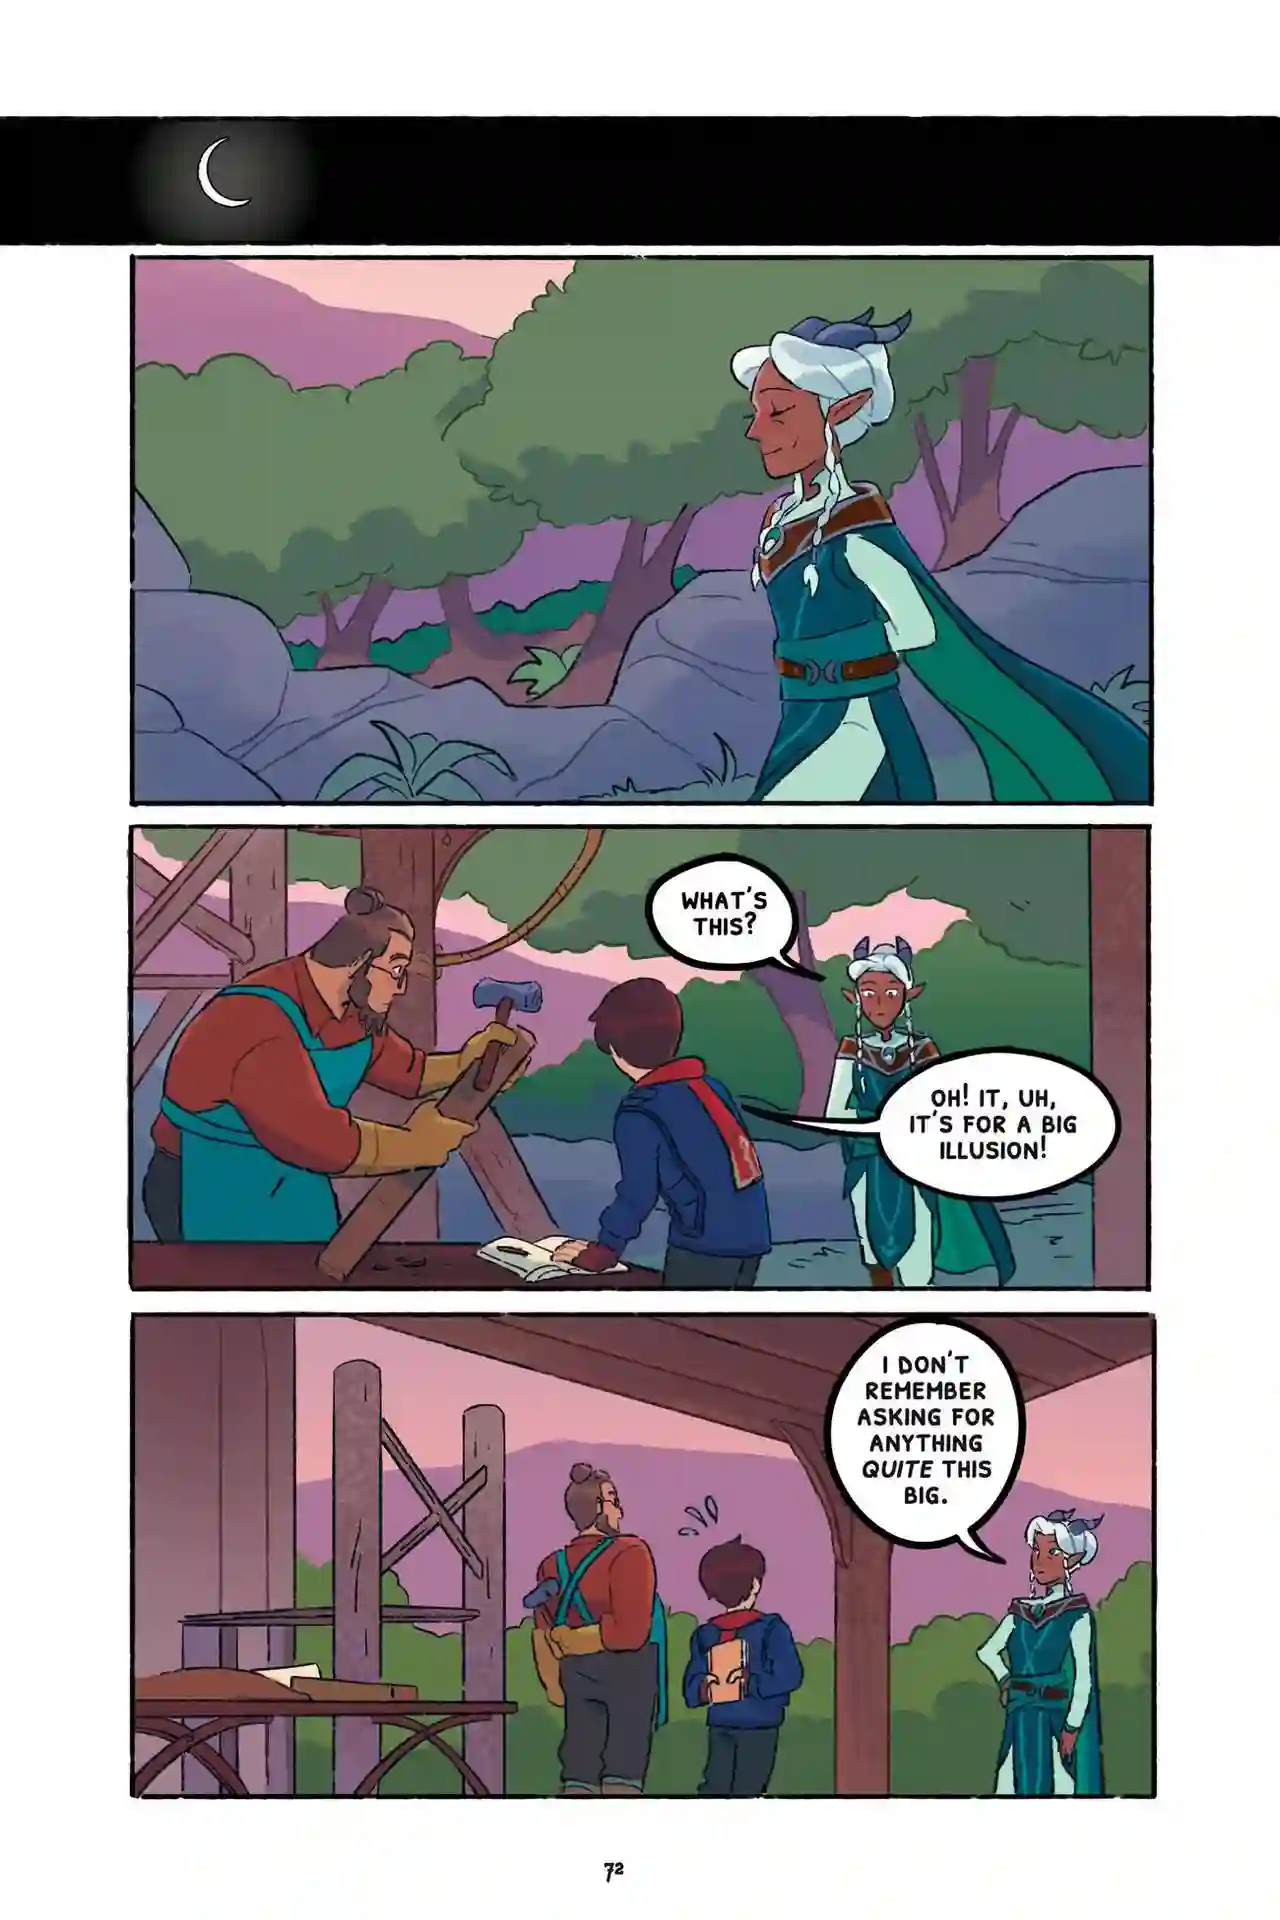 WHAT'S
THIS?
OH! IT, UH,
IT'S FOR A BIG
ILLUSION!
I DON'T
REMEMBER
ASKING FOR
ANYTHING
QUITE THIS
BIG.
72